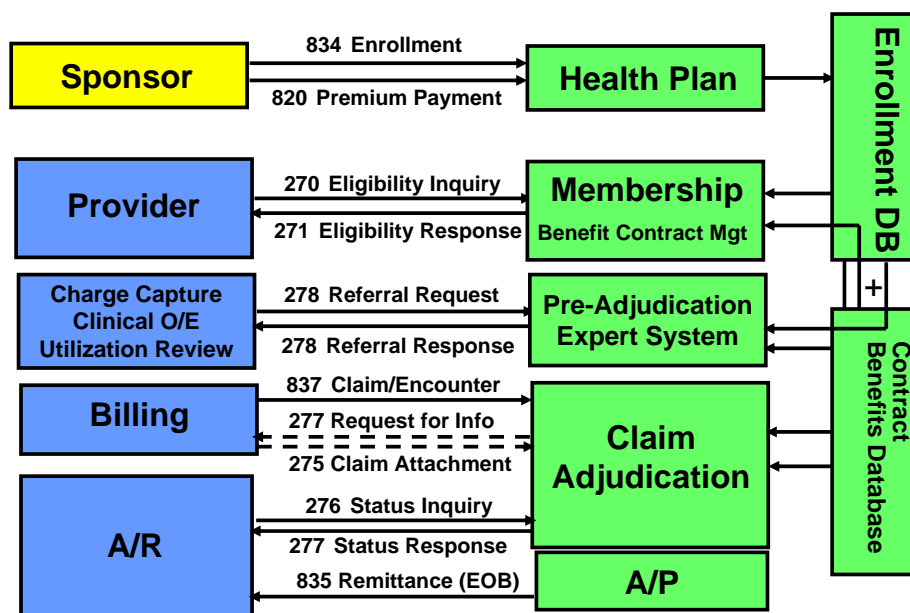 834 Enrollment
Sponsor
820 Premium Payment
Health Plan
Enrollment DB
270 Eligibility Inquiry
Provider
271 Eligibility Response
Membership
Benefit Contract Mgt
+
Charge Capture
Clinical O/E
Utilization Review
278 Referral Request
278 Referral Response
Pre-Adjudication
Expert System
Contract
Benefits Database
837 Claim/Encounter
Billing
277 Request for Info
275 Claim Attachment
Claim
Adjudication
276 Status Inquiry
A/R
277 Status Response
835 Remittance (EOB)
A/P